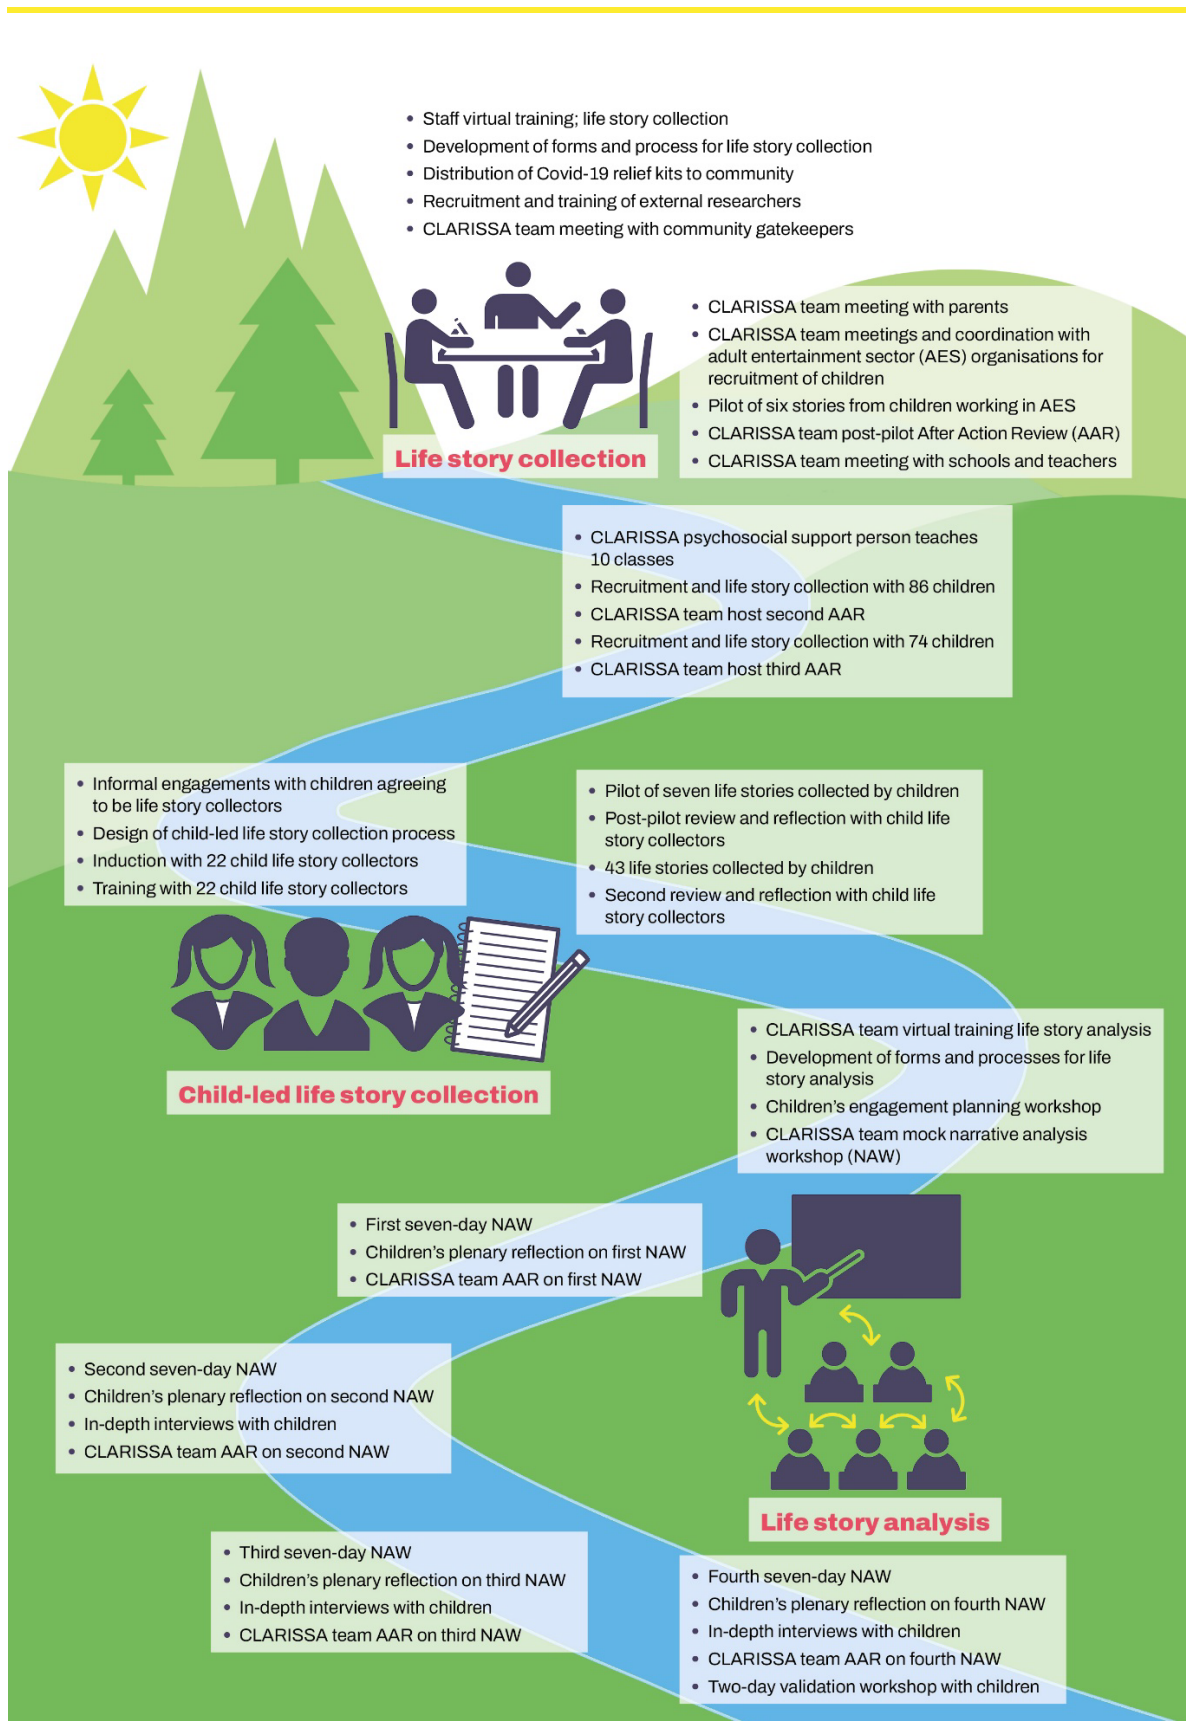 • Staff virtual training; life story collection
• Development of forms and process for life story collection
• Distribution of Covid-19 relief kits to community
• Recruitment and training of external researchers
• CLARISSA team meeting with community gatekeepers
• CLARISSA team meeting with parents
• CLARISSA team meetings and coordination with
adult entertainment sector (AES) organisations for
recruitment of children
• Pilot of six stories from children working in AES
• CLARISSA team post-pilot After Action Review (AAR)
• CLARISSA team meeting with schools and teachers
Life story collection
• CLARISSA psychosocial support person teaches
10 classes
• Recruitment and life story collection with 86 children
• CLARISSA team host second AAR
• Recruitment and life story collection with 74 children
• CLARISSA team host third AAR
• Informal engagements with children agreeing
to be life story collectors
• Design of child-led life story collection process
• Induction with 22 child life story collectors
• Training with 22 child life story collectors
• Pilot of seven life stories collected by children
• Post-pilot review and reflection with child life
story collectors
• 43 life stories collected by children
• Second review and reflection with child life
story collectors
Child-led life story collection
• CLARISSA team virtual training life story analysis
• Development of forms and processes for life
story analysis
• Children's engagement planning workshop
• CLARISSA team mock narrative analysis
workshop (NAW)
• First seven-day NAW
• Children's plenary reflection on first NAW
• CLARISSA team AAR on first NAW
• Second seven-day NAW
• Children's plenary reflection on second NAW
• In-depth interviews with children
• CLARISSA team AAR on second NAW
Life story analysis
• Third seven-day NAW
• Children's plenary reflection on third NAW
• In-depth interviews with children
• CLARISSA team AAR on third NAW
• Fourth seven-day NAW
• Children's plenary reflection on fourth NAW
• In-depth interviews with children
• CLARISSA team AAR on fourth NAW
• Two-day validation workshop with children